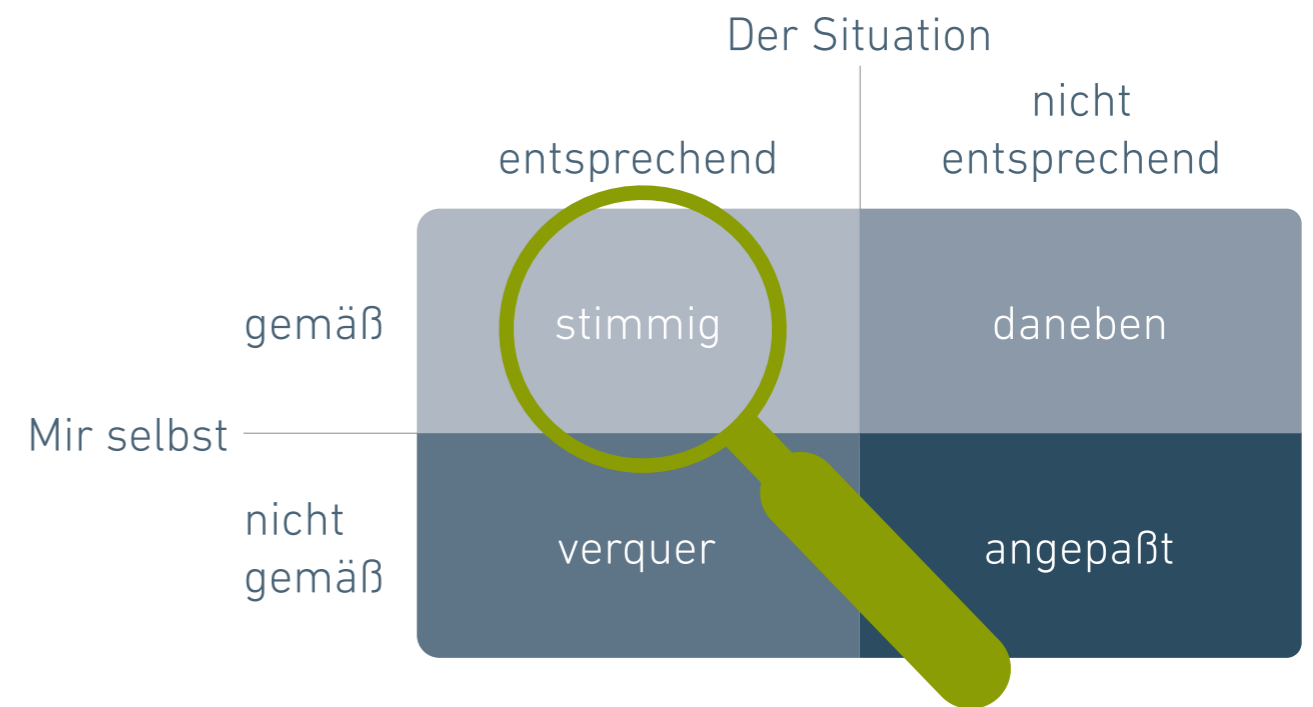 Der Situation
nicht
entsprechend
entsprechend
gemäß
stimmig
daneben
Mir selbst
nicht
gemäß
verquer
angepaßt